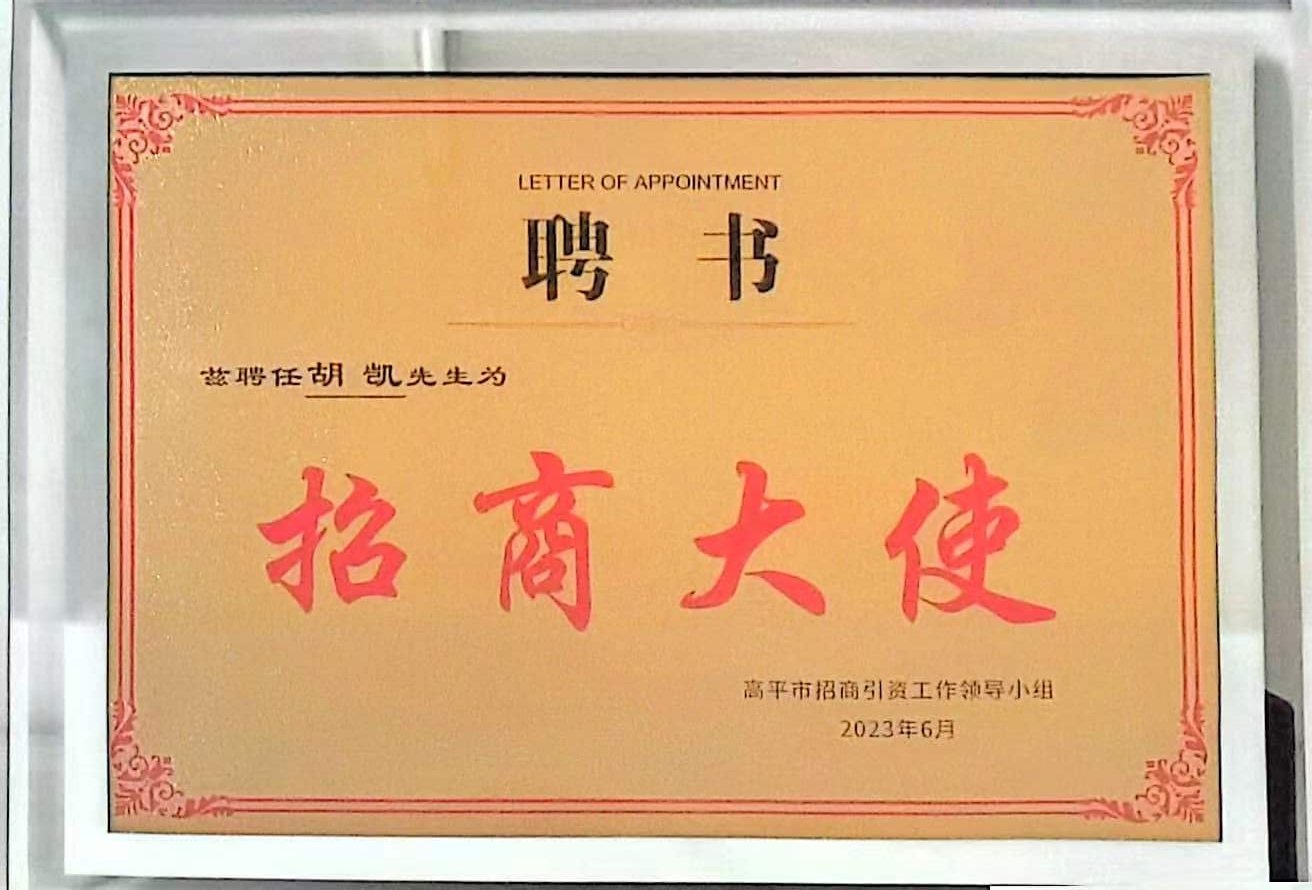 LETTER OF APPOINTMENT
聘 书
兹聘任胡 凯先生为
招商大使
高平市招商引资工作领导小组
2023年6月